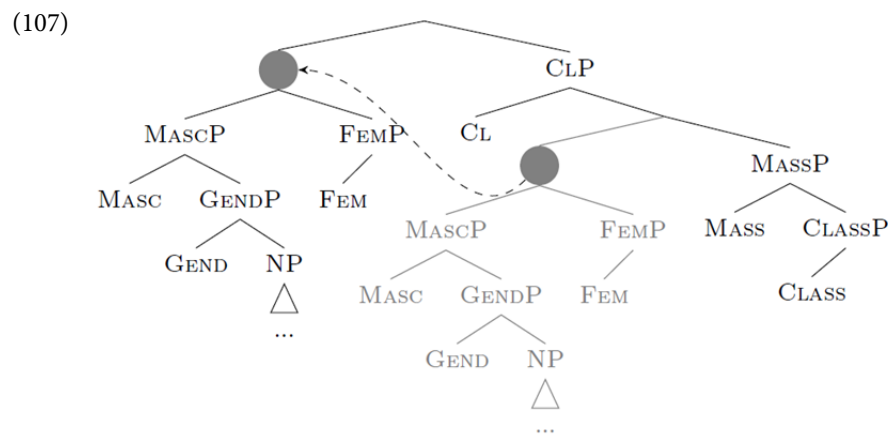 (107)
CLP
MASCP FEMP CL
MASSP
MASC GENDP FEM
MASCP FEMP MASS CLASSP
GEND NP
MASC GENDP FEM CLASS
...
GEND NP
...